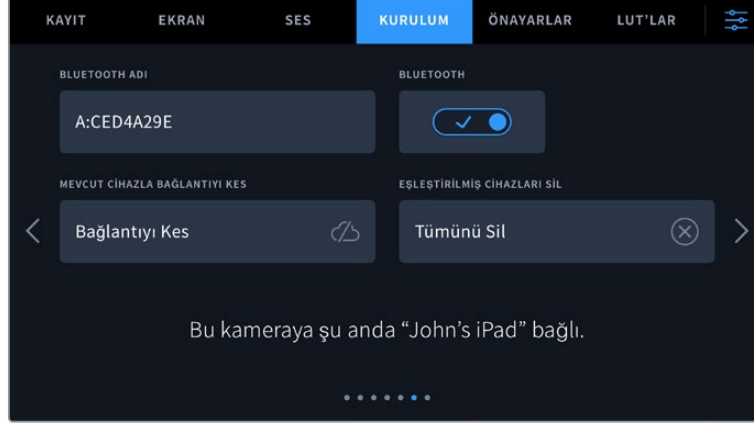 KAYIT EKRAN SES KURULUM ÖNAYARLAR LUT'LAR
BLUETOOTH ADI BLUETOOTH
A:CED4A29E
MEVCUT CİHAZLA BAĞLANTIYI KES EŞLEŞTİRİLMİŞ CİHAZLARI SİL
Bağlantıyı Kes Tümünü Sil
Bu kameraya şu anda “John’s iPad” bağlı.